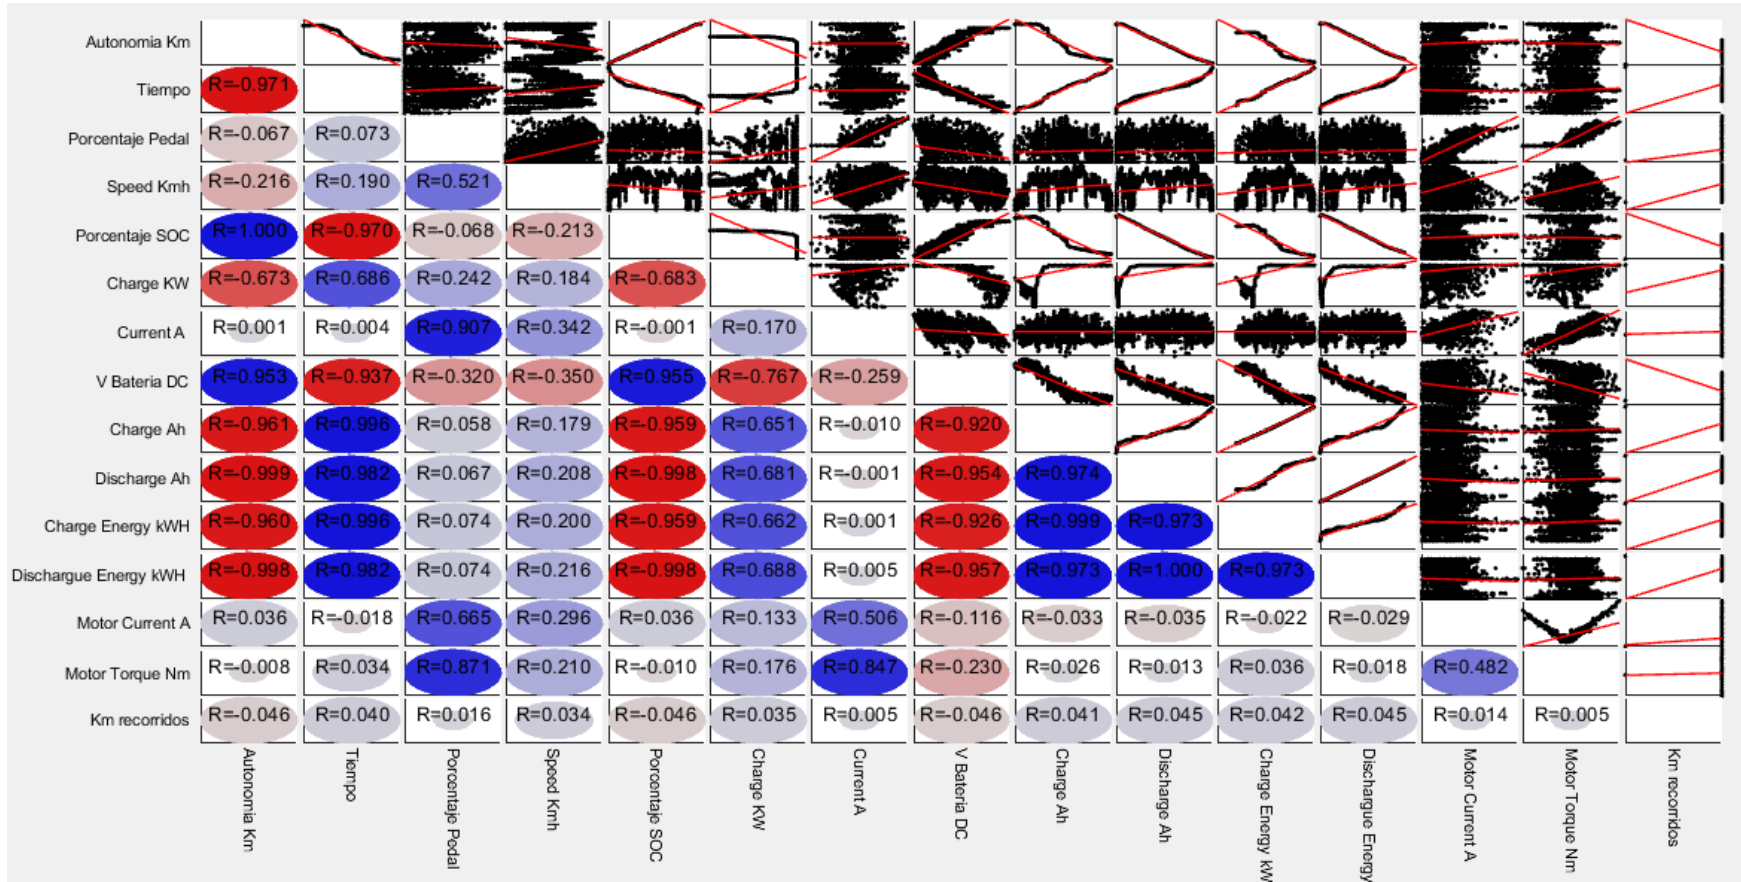 Autonomia Km
Tiempo R=-0.971
Porcentaje Pedal R=-0.067 R=0.073
Speed Kmh R=-0.216 R=0.190 R=0.521
Porcentaje SOC R=1.000 R=-0.970 R=-0.068 R=-0.213
Charge KW R=-0.673 R=0.686 R=0.242 R=0.184 R=-0.683
Current A R=0.001 R=0.004 R=0.907 R=0.342 R=-0.001 R=0.170
V Bateria DC R=0.953 R=-0.937 R=-0.320 R=-0.350 R=0.955 R=-0.767 R=-0.259
Charge Ah R=-0.961 R=0.996 R=0.058 R=0.179 R=-0.959 R=0.651 R=-0.010 R=-0.920
Discharge Ah R=-0.999 R=0.982 R=0.067 R=0.208 R=-0.998 R=0.681 R=-0.001 R=-0.954 R=0.974
Charge Energy kWH R=-0.960 R=0.996 R=0.074 R=0.200 R=-0.959 R=0.662 R=0.001 R=-0.926 R=0.999 R=0.973
Dischargue Energy kWH R=-0.998 R=0.982 R=0.074 R=0.216 R=-0.998 R=0.688 R=0.005 R=-0.957 R=0.973 R=1.000 R=0.973
Motor Current A R=0.036 R=-0.018 R=0.665 R=0.296 R=0.036 R=0.133 R=0.506 R=-0.116 R=-0.033 R=-0.035 R=-0.022 R=-0.029
Motor Torque Nm R=-0.008 R=0.034 R=0.871 R=0.210 R=-0.010 R=0.176 R=0.847 R=-0.230 R=0.026 R=0.013 R=0.036 R=0.018 R=0.482
Km recorridos R=-0.046 R=0.040 R=0.016 R=0.034 R=-0.046 R=0.035 R=0.005 R=-0.046 R=0.041 R=0.045 R=0.042 R=0.045 R=0.014 R=0.005
Autonomia Km
Tiempo
Porcentaje Pedal
Speed Kmh
Porcentaje SOC
Charge KW
Current A
V Bateria DC
Charge Ah
Discharge Ah
Charge Energy kW
Dischargue Energy
Motor Current A
Motor Torque Nm
Km recorridos